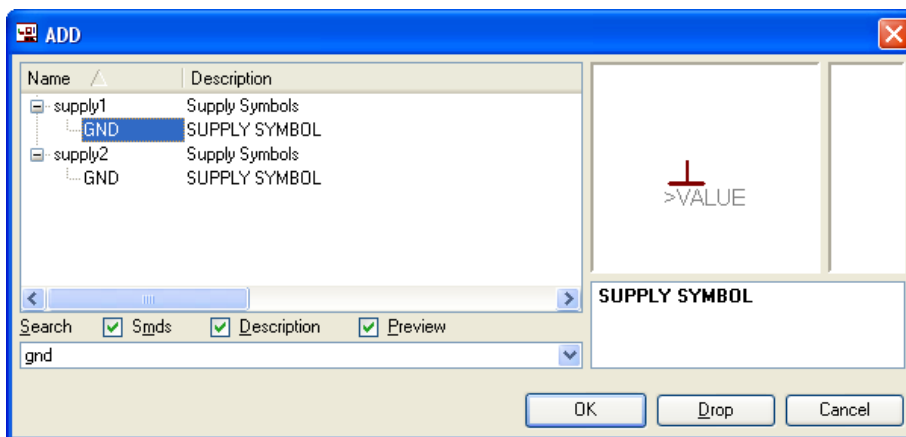 ADD
Name Description
supply1 Supply Symbols
GND SUPPLY SYMBOL
supply2 Supply Symbols
GND SUPPLY SYMBOL
>VALUE
SUPPLY SYMBOL
Search Smds Description Preview
gnd
OK Drop Cancel